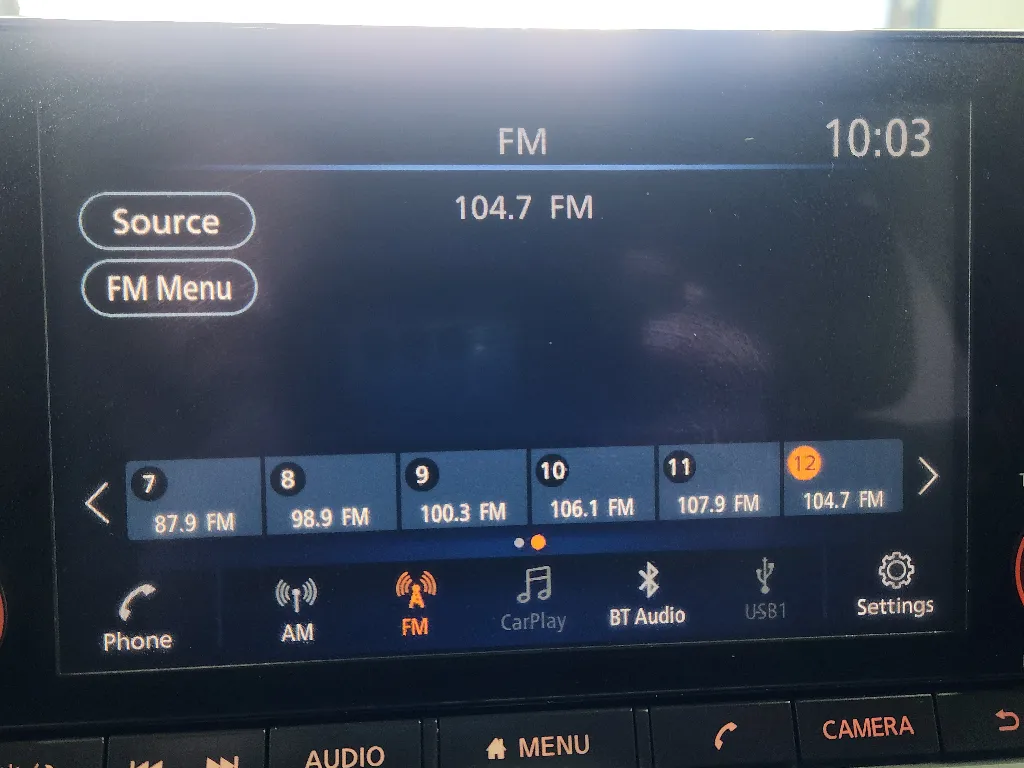 FM
10:03
104.7 FM
Source
FM Menu
7
87.9 FM
8
98.9 FM
9
100.3 FM
10
106.1 FM
11
107.9 FM
12
104.7 FM
Phone
AM
FM
CarPlay
BT Audio
USB1
Settings
AUDIO
MENU
CAMERA